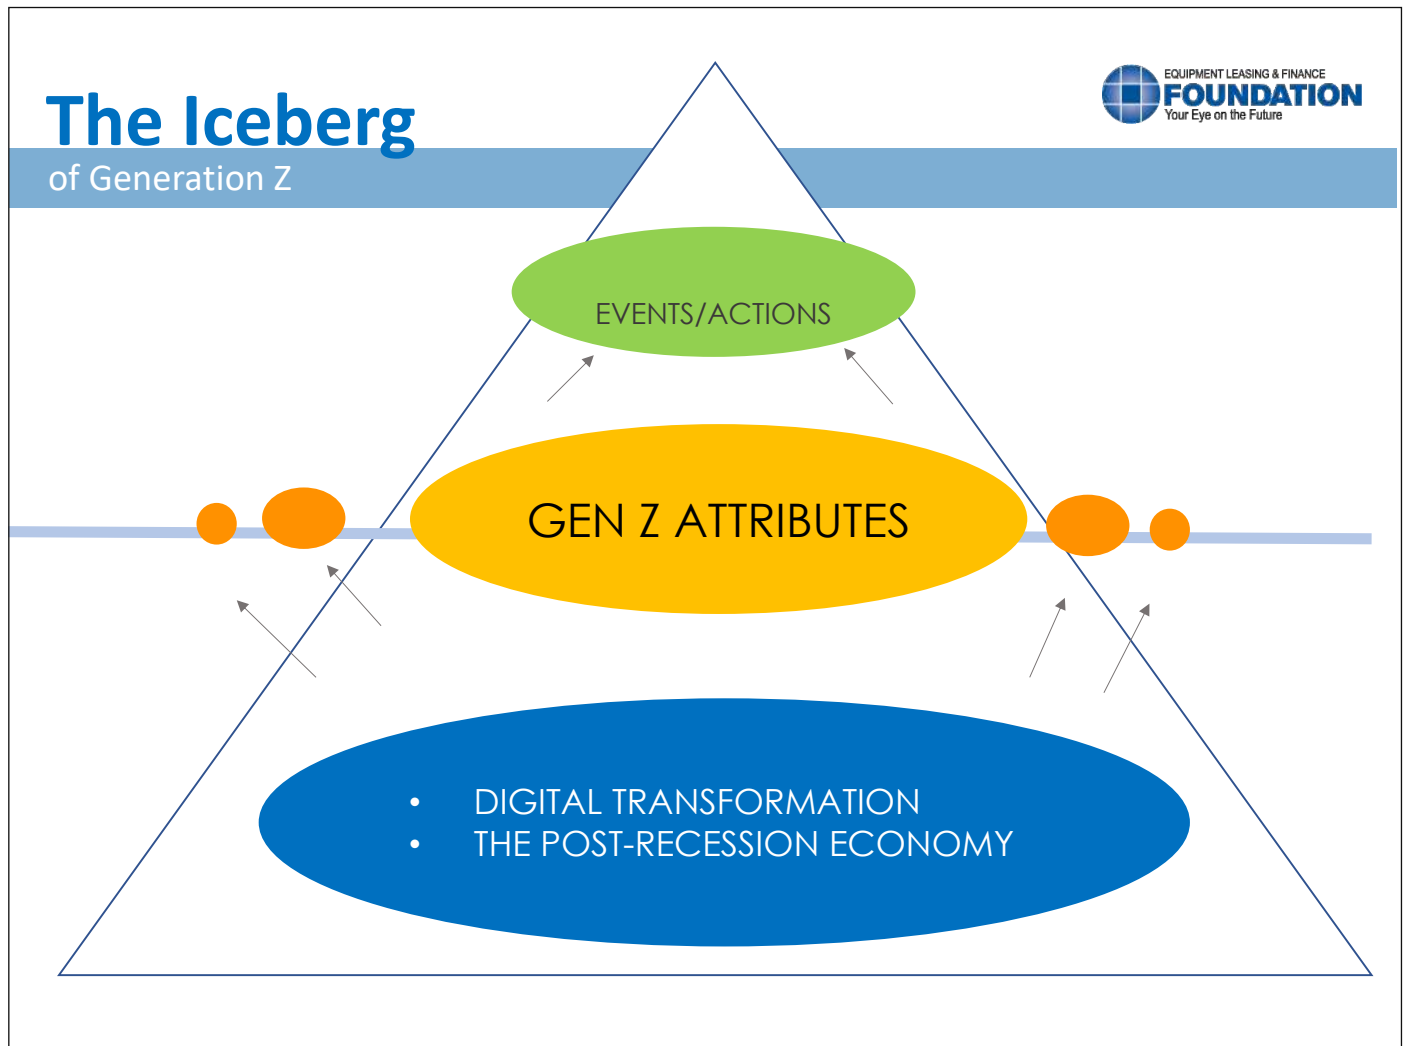 The Iceberg
of Generation Z
EQUIPMENT LEASING & FINANCE
FOUNDATION
Your Eye on the Future
EVENTS/ACTIONS
GEN Z ATTRIBUTES
• DIGITAL TRANSFORMATION
• THE POST-RECESSION ECONOMY